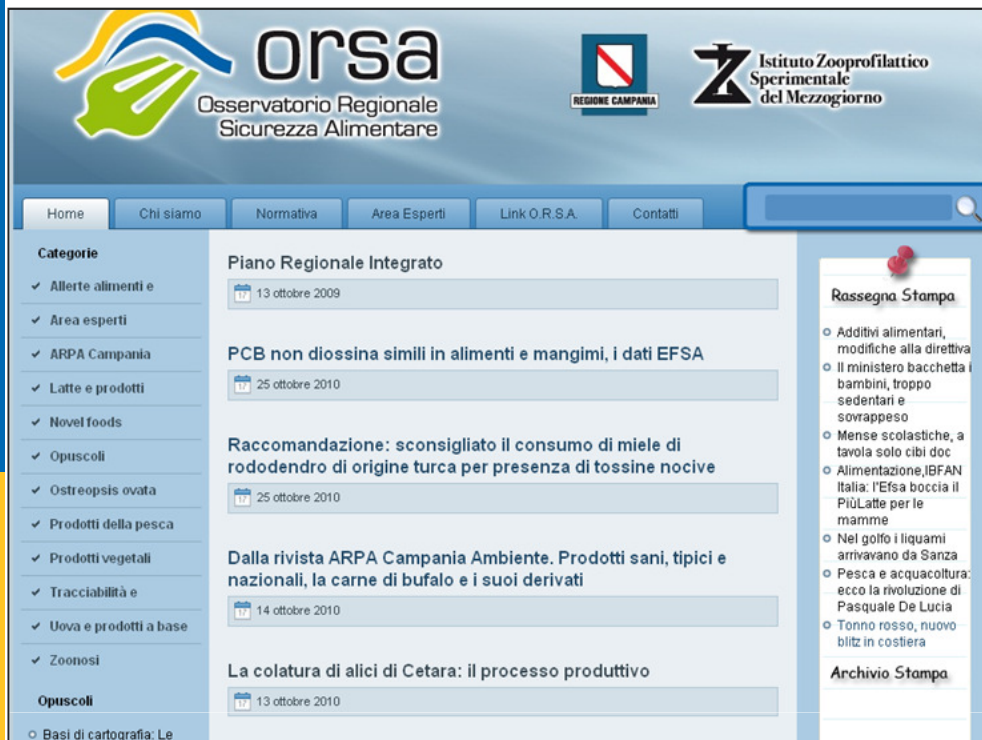 orsa
Osservatorio Regionale
Sicurezza Alimentare
REGIONE CAMPANIA
Istituto Zooprofilattico
Sperimentale
del Mezzogiorno
Home
Chi siamo
Normativa
Area Esperti
Link O.R.S.A.
Contatti
Categorie
Allerte alimenti e
Area esperti
ARPA Campania
Latte e prodotti
Novel foods
Opuscoli
Ostreopsis ovata
Prodotti della pesca
Prodotti vegetali
Tracciabilità e
Uova e prodotti a base
Zoonosi
Opuscoli
Basi di cartografia: Le
Piano Regionale Integrato
17 13 ottobre 2009
PCB non diossina simili in alimenti e mangimi, i dati EFSA
17 25 ottobre 2010
Raccomandazione: sconsigliato il consumo di miele di
rododendro di origine turca per presenza di tossine nocive
17 25 ottobre 2010
Dalla rivista ARPA Campania Ambiente. Prodotti sani, tipici e
nazionali, la carne di bufalo e i suoi derivati
17 14 ottobre 2010
La colatura di alici di Cetara: il processo produttivo
17 13 ottobre 2010
Rassegna Stampa
Additivi alimentari,
modifiche alla direttiva
Il ministero bacchetta i
bambini, troppo
sedentari e
sovrappeso
Mense scolastiche, a
tavola solo cibi doc
Alimentazione,IBFAN
Italia: l'Efsa boccia il
PiùLatte per le
mamme
Nel golfo i liquami
arrivavano da Sanza
Pesca e acquacoltura:
ecco la rivoluzione di
Pasquale De Lucia
Tonno rosso, nuovo
blitz in costiera
Archivio Stampa